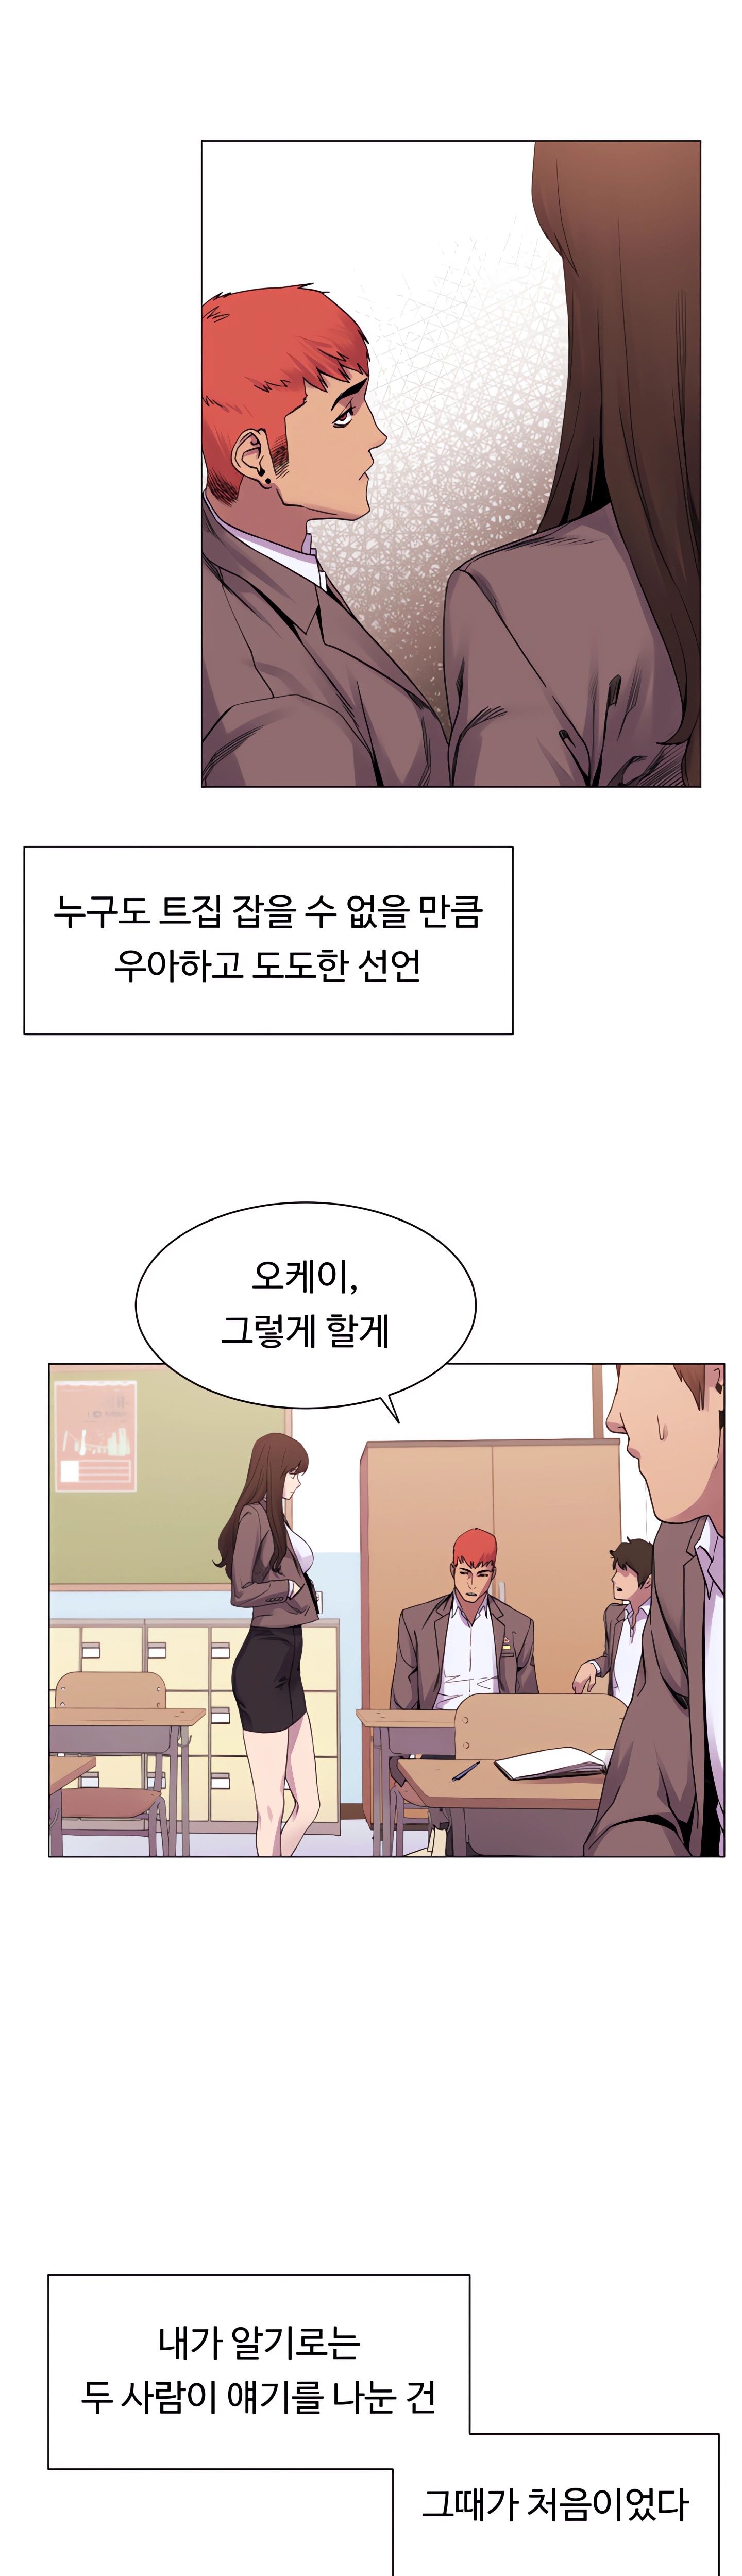 누구도 트집 잡을 수 없을 만큼
우아하고 도도한 선언
오케이,
그렇게 할게
내가 알기로는
두 사람이 얘기를 나눈 건
그때가 처음이었다